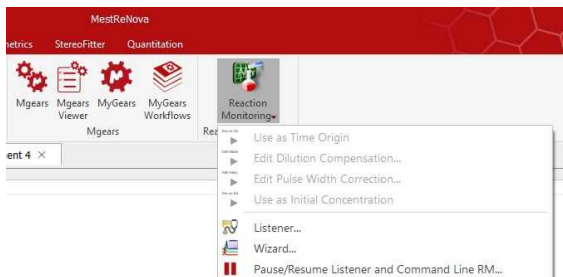 MestReNova
metrics StereoFitter Quantitation
Mgears Mgears Viewer MyGears MyGears Workflows Reaction Monitoring
Mgears Rea
ent 4 ×
Use as Time Origin
Edit Dilution Compensation...
Edit Pulse Width Correction...
Use as Initial Concentration
Listener...
Wizard...
Pause/Resume Listener and Command Line RM...